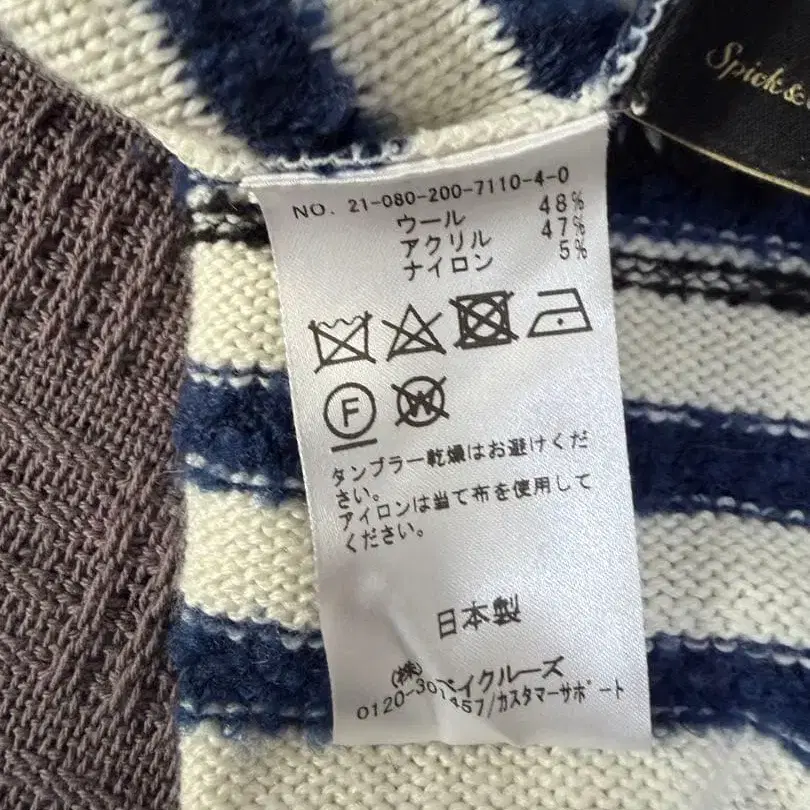 Spick &
NO. 21-080-200-7110-4-0
ウール 48%
アクリル 47%
ナイロン 5%
F
W
タンブラー乾燥はお避けくだ
さい。
アイロンは当て布を使用して
ください。
日本製
(株)ベイクルーズ
/カスタマーサポート